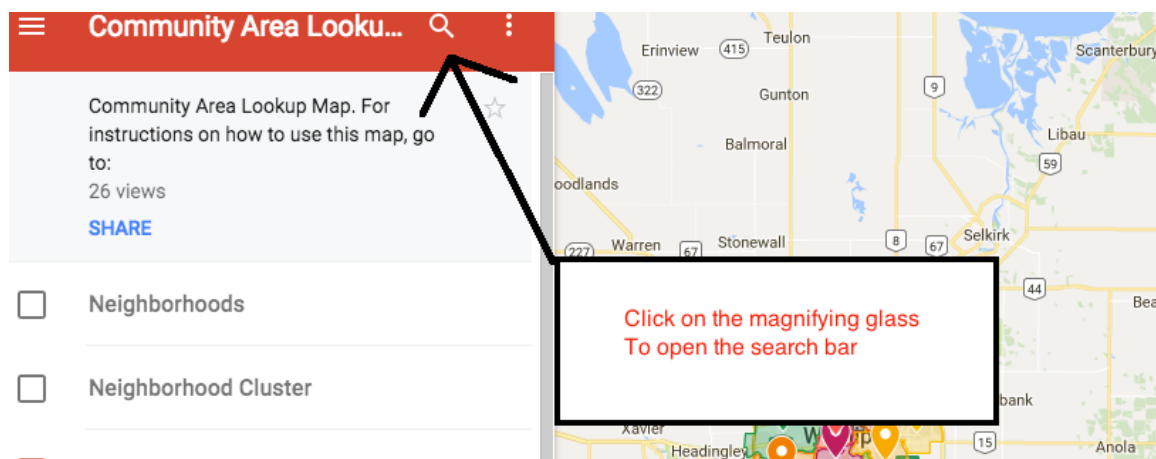 Community Area Looku...
Community Area Lookup Map. For
instructions on how to use this map, go
to:
26 views
SHARE
Neighborhoods
Neighborhood Cluster
Click on the magnifying glass
To open the search bar
Erinview
415
Teulon
Scanterbury
322
Gunton
9
Balmoral
Libau
59
oodlands
227
Warren
67
Stonewall
8
67
Selkirk
44
Bea
bank
Xavier
Headingley
15
Anola